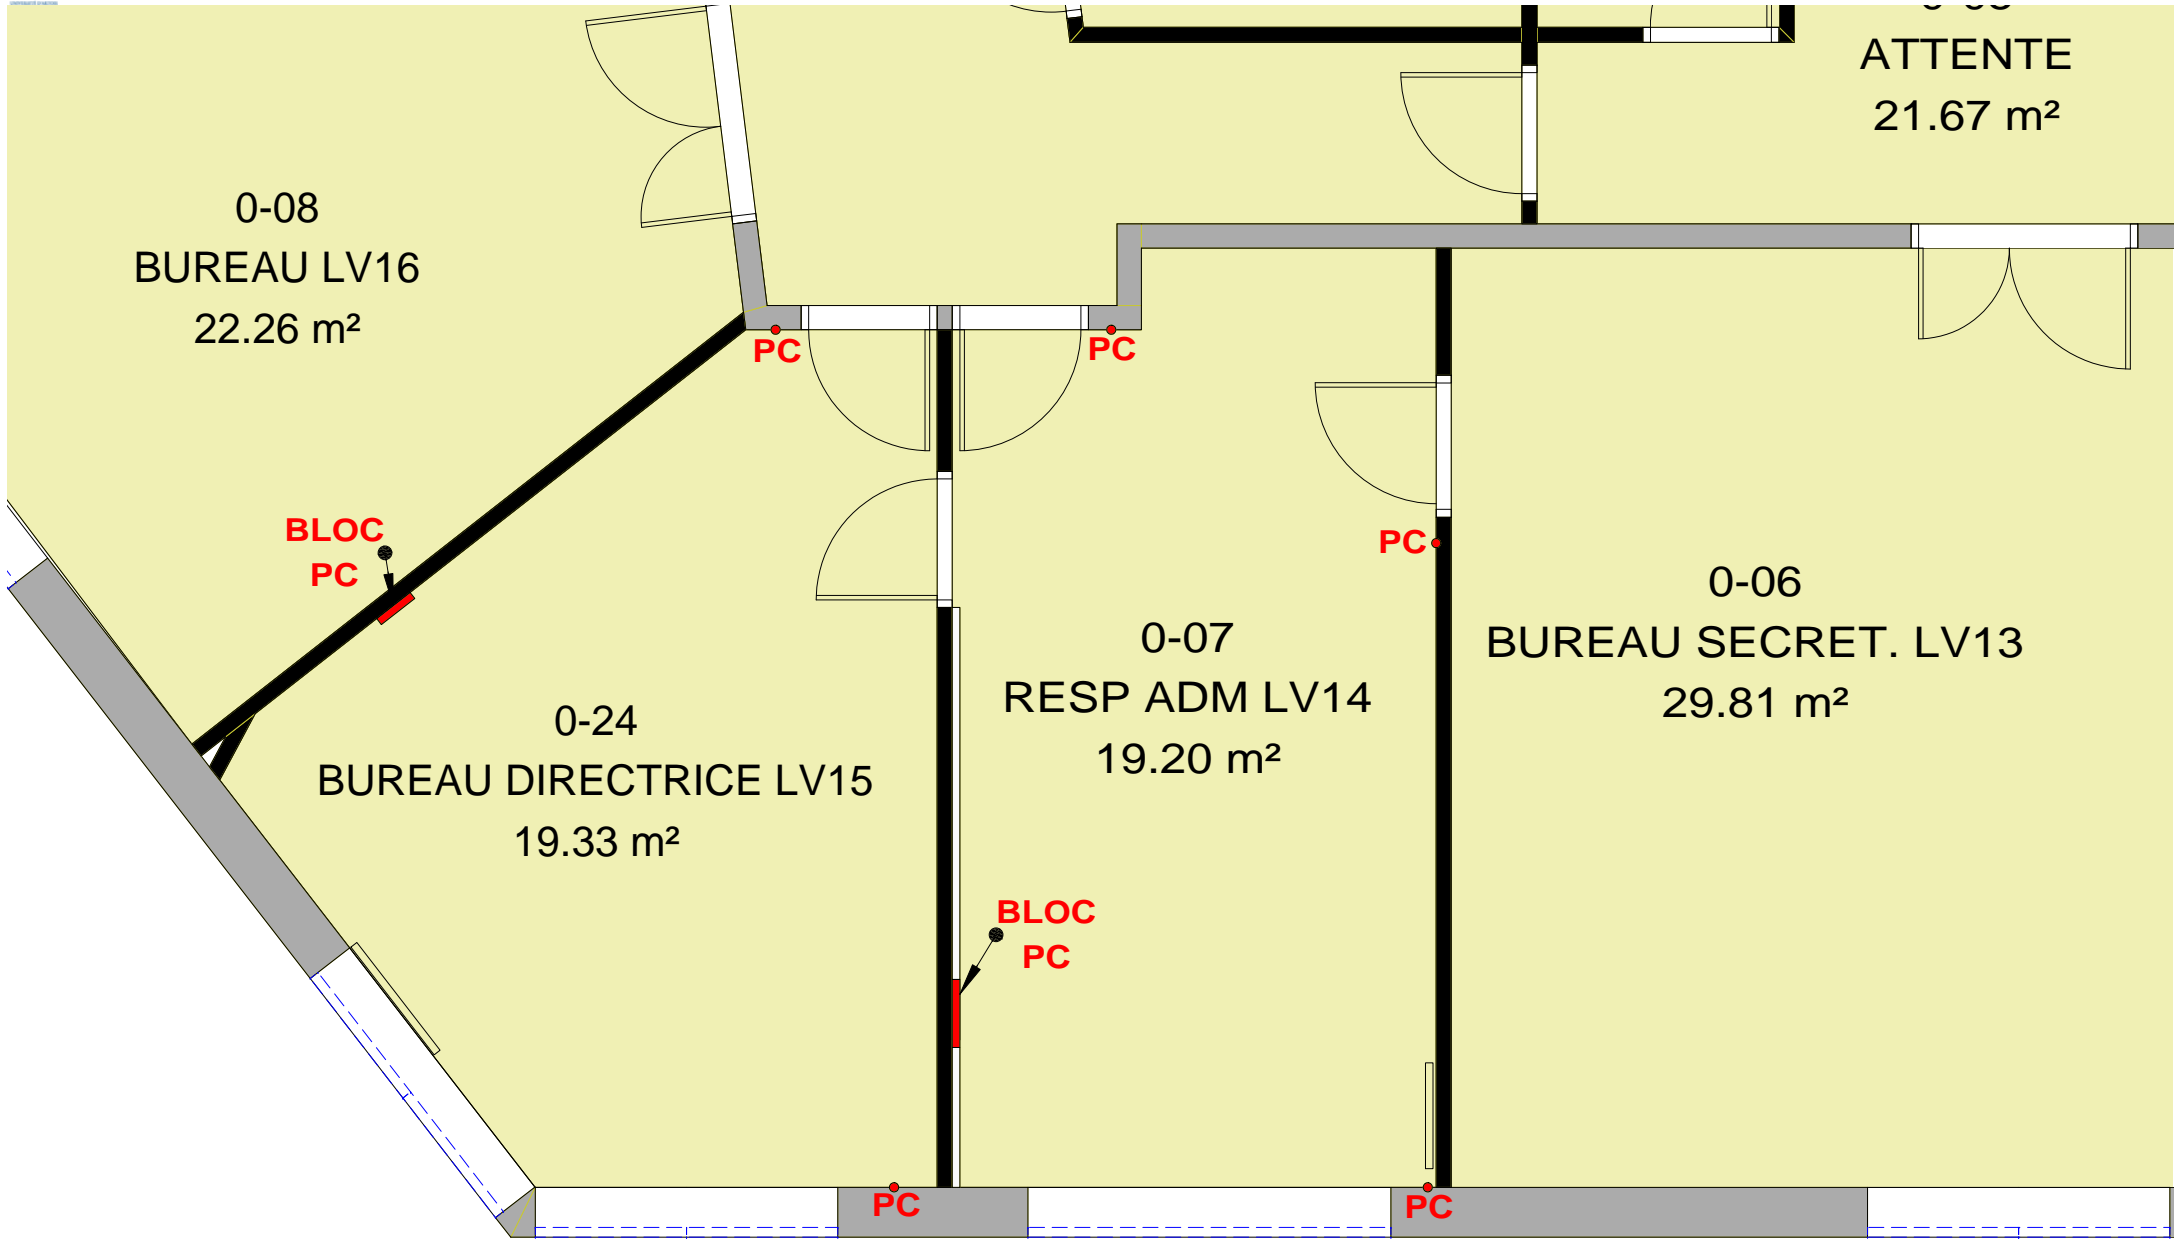 ATTENTE
21.67 m²
0-08
BUREAU LV16
22.26 m²
PC
PC
BLOC
PC
PC
0-06
BUREAU SECRET. LV13
29.81 m²
0-07
RESP ADM LV14
19.20 m²
0-24
BUREAU DIRECTRICE LV15
19.33 m²
BLOC
PC
PC
PC